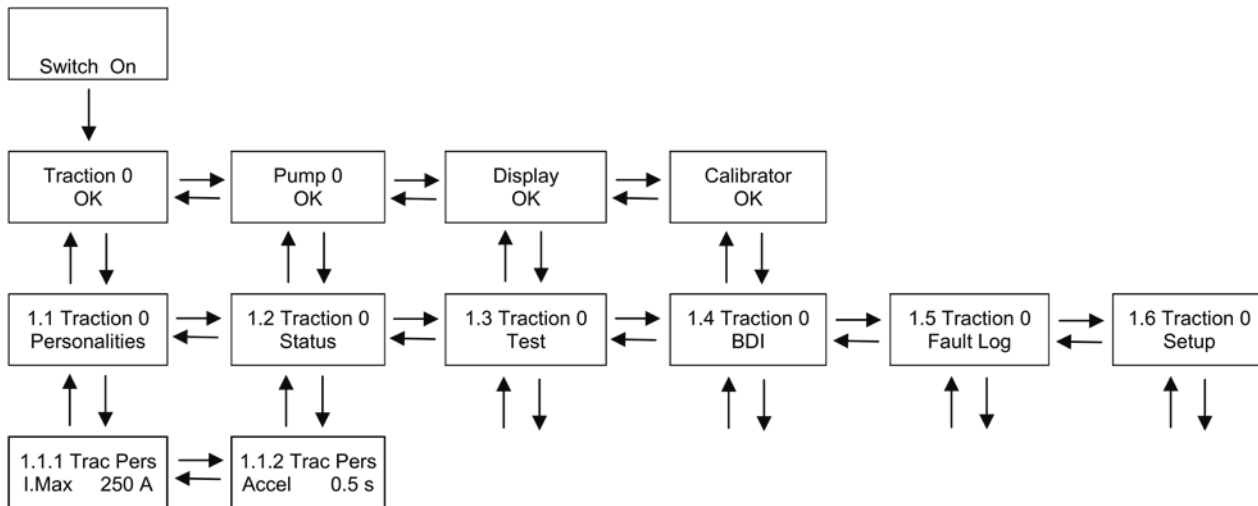 Switch On
Traction 0
OK
Pump 0
OK
Display
OK
Calibrator
OK
1.1 Traction 0
Personalities
1.2 Traction 0
Status
1.3 Traction 0
Test
1.4 Traction 0
BDI
1.5 Traction 0
Fault Log
1.6 Traction 0
Setup
1.1.1 Trac Pers
I.Max 250 A
1.1.2 Trac Pers
Accel 0.5 s